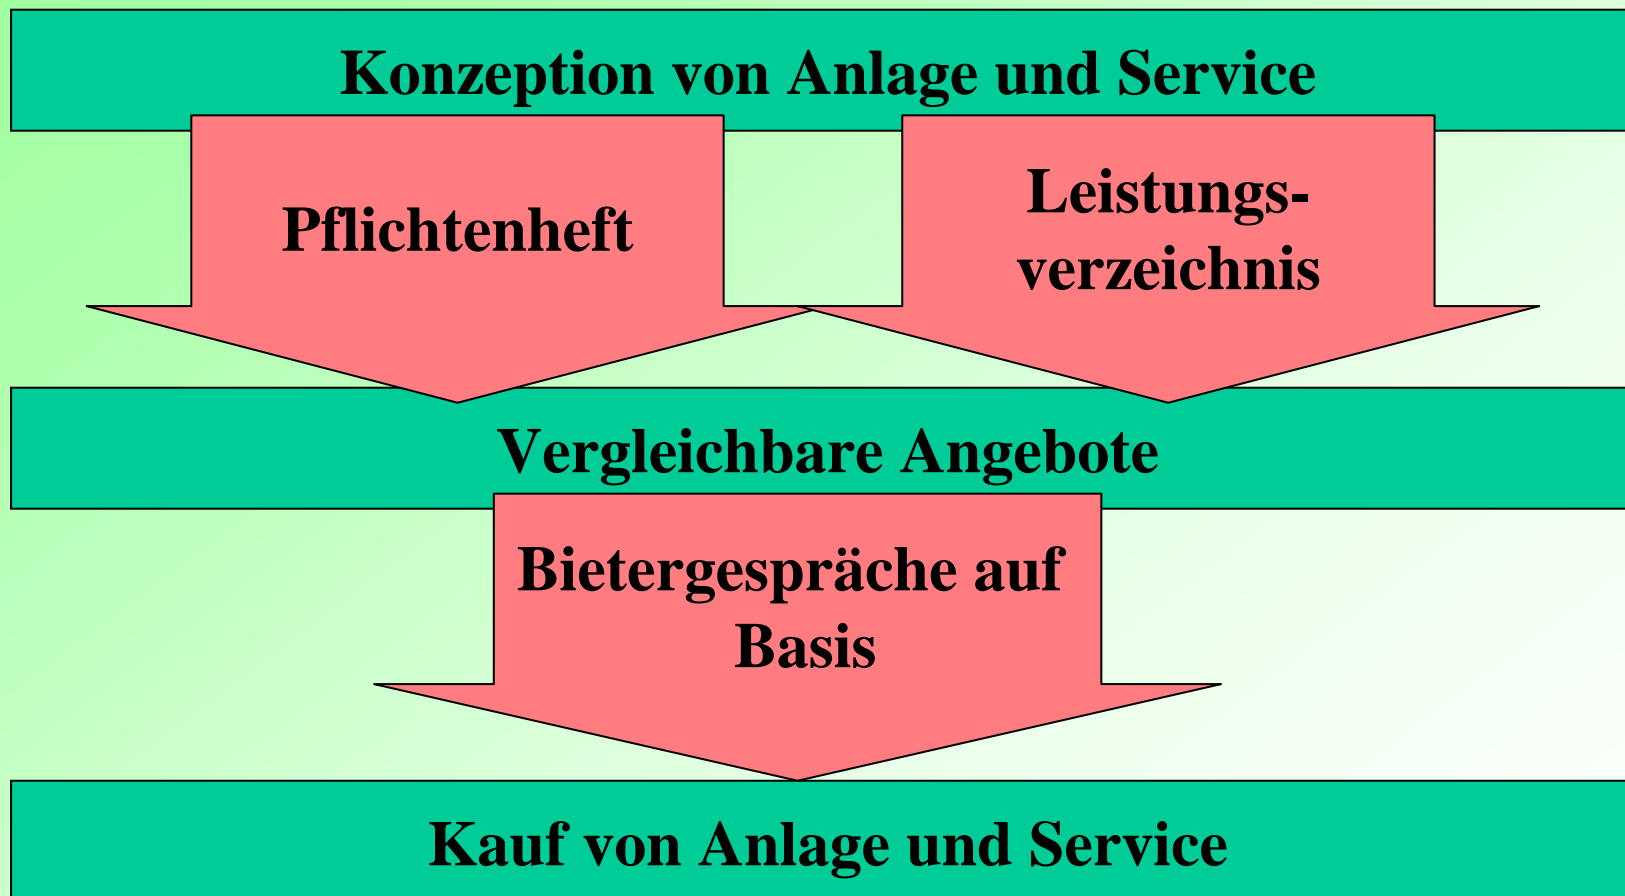 Konzeption von Anlage und Service
Pflichtenheft
Leistungs-
verzeichnis
Vergleichbare Angebote
Bietergespräche auf
Basis
Kauf von Anlage und Service